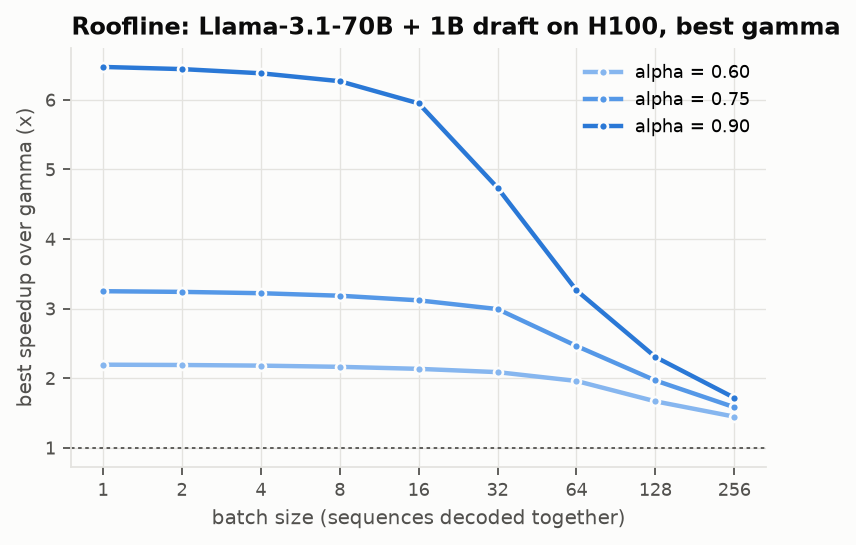 Roofline: Llama-3.1-70B + 1B draft on H100, best gamma
alpha = 0.60
alpha = 0.75
alpha = 0.90
best speedup over gamma (x)
6
5
4
3
2
1
1 2 4 8 16 32 64 128 256
batch size (sequences decoded together)